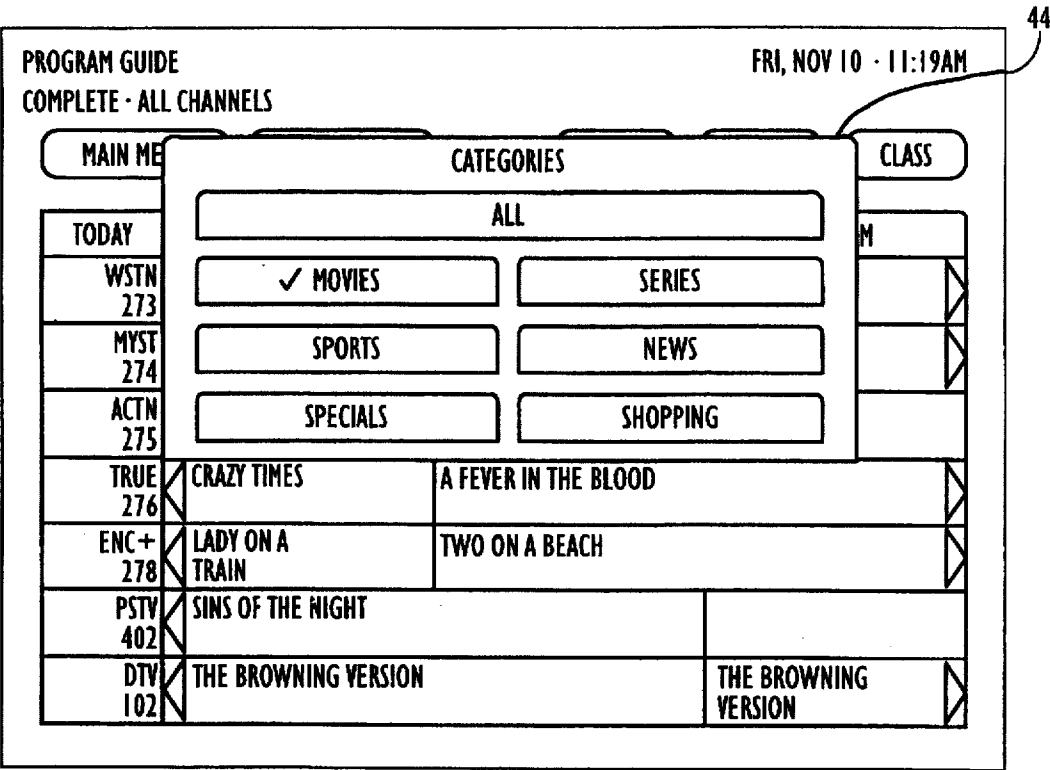 44
PROGRAM GUIDE
FRI, NOV 10 · 11:19AM
COMPLETE · ALL CHANNELS
MAIN ME
CLASS
CATEGORIES
ALL
✓ MOVIES
SERIES
SPORTS
NEWS
SPECIALS
SHOPPING
TODAY
M
WSTN
273
MYST
274
ACTN
275
TRUE
276
CRAZY TIMES
A FEVER IN THE BLOOD
ENC+
278
LADY ON A
TRAIN
TWO ON A BEACH
PSTV
402
SINS OF THE NIGHT
DTV
102
THE BROWNING VERSION
THE BROWNING
VERSION